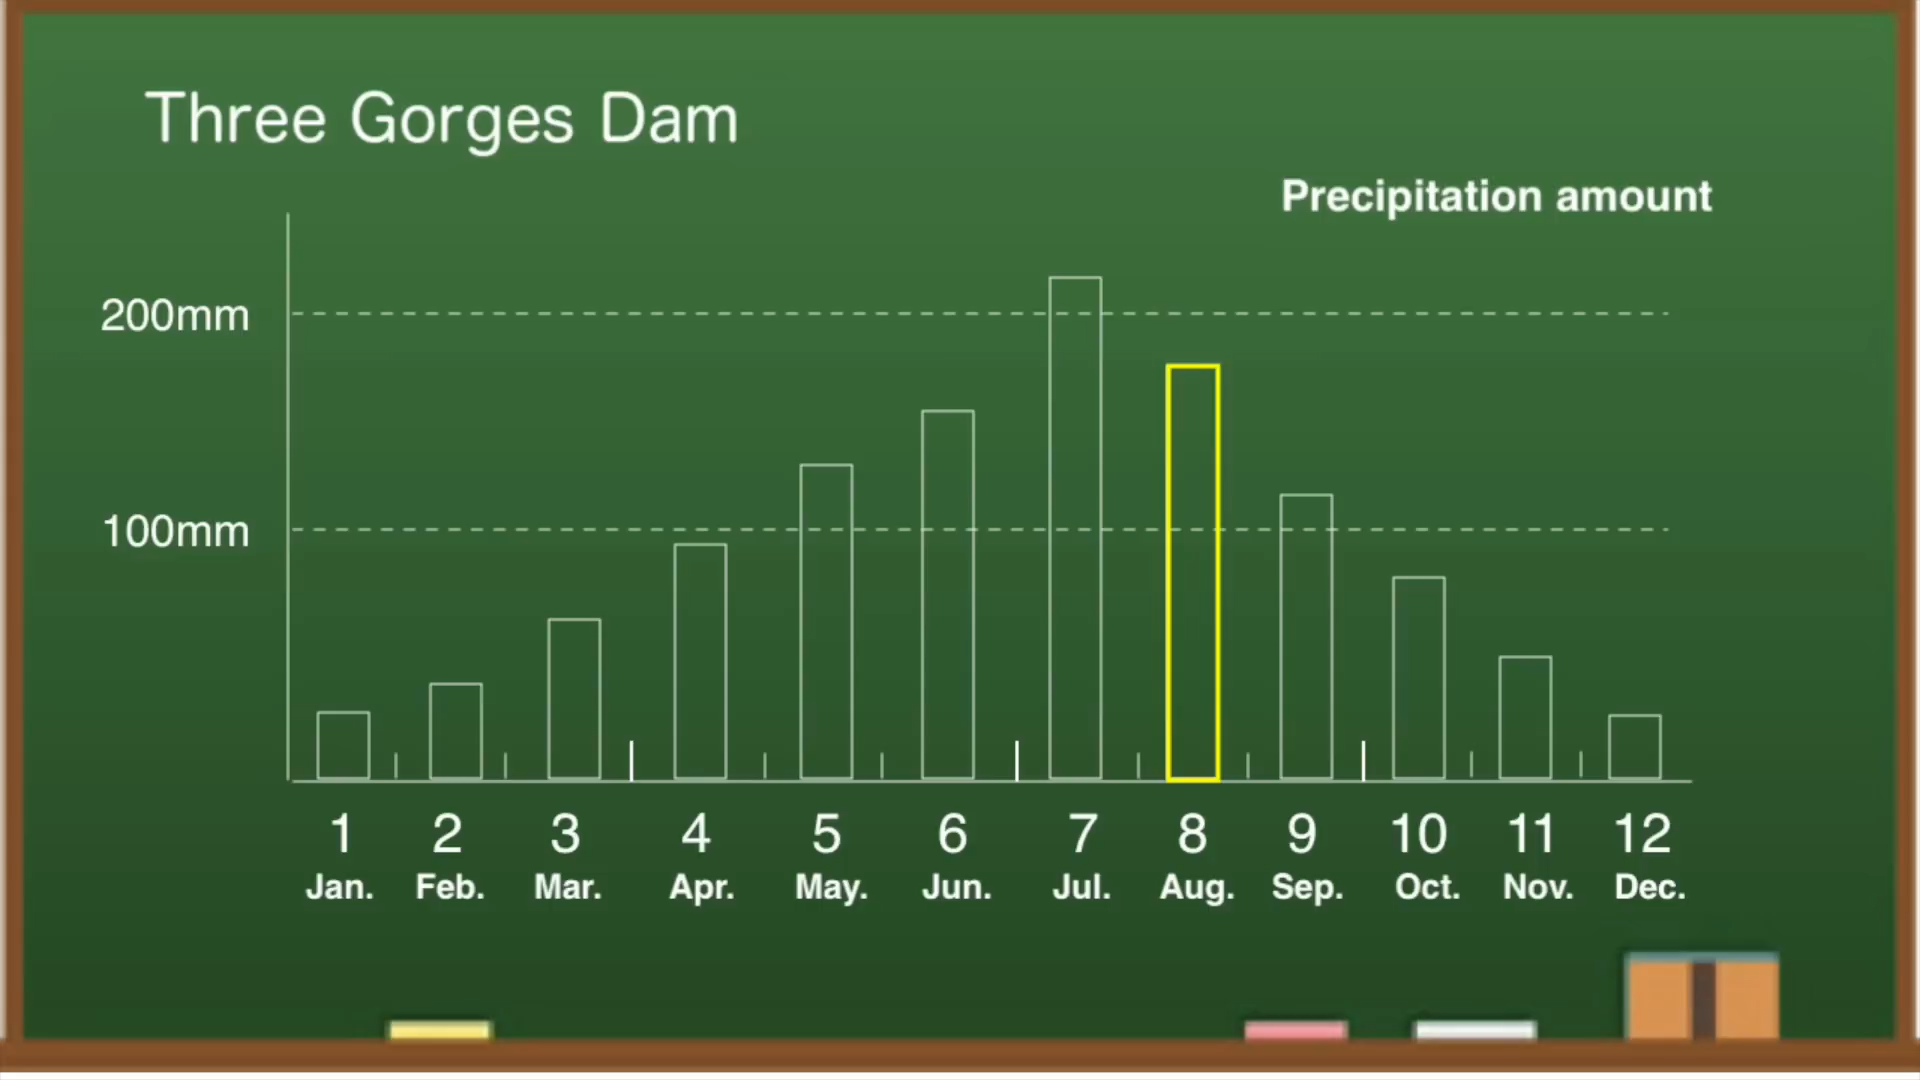 Three Gorges Dam
Precipitation amount
200mm
100mm
1 2 3 4 5 6 7 8 9 10 11 12
Jan. Feb. Mar. Apr. May. Jun. Jul. Aug. Sep. Oct. Nov. Dec.